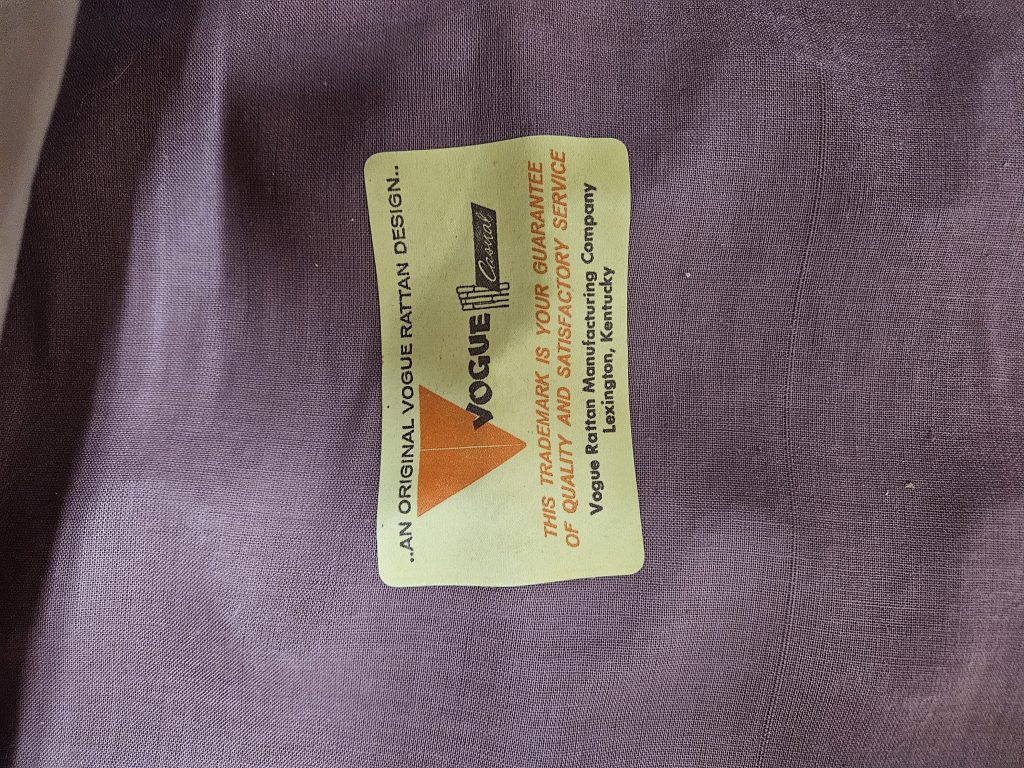 ..AN ORIGINAL VOGUE RATTAN DESIGN..
VOGUE Casual
THIS TRADEMARK IS YOUR GUARANTEE
OF QUALITY AND SATISFACTORY SERVICE
Vogue Rattan Manufacturing Company
Lexington, Kentucky